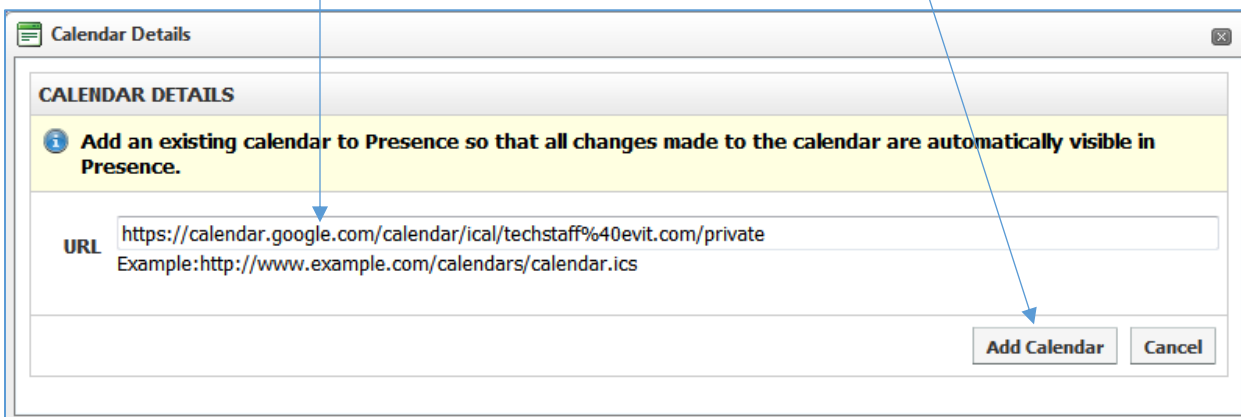 Calendar Details
CALENDAR DETAILS
Add an existing calendar to Presence so that all changes made to the calendar are automatically visible in
Presence.
URL https://calendar.google.com/calendar/ical/techstaff%40evit.com/private
Example:http://www.example.com/calendars/calendar.ics
Add Calendar Cancel